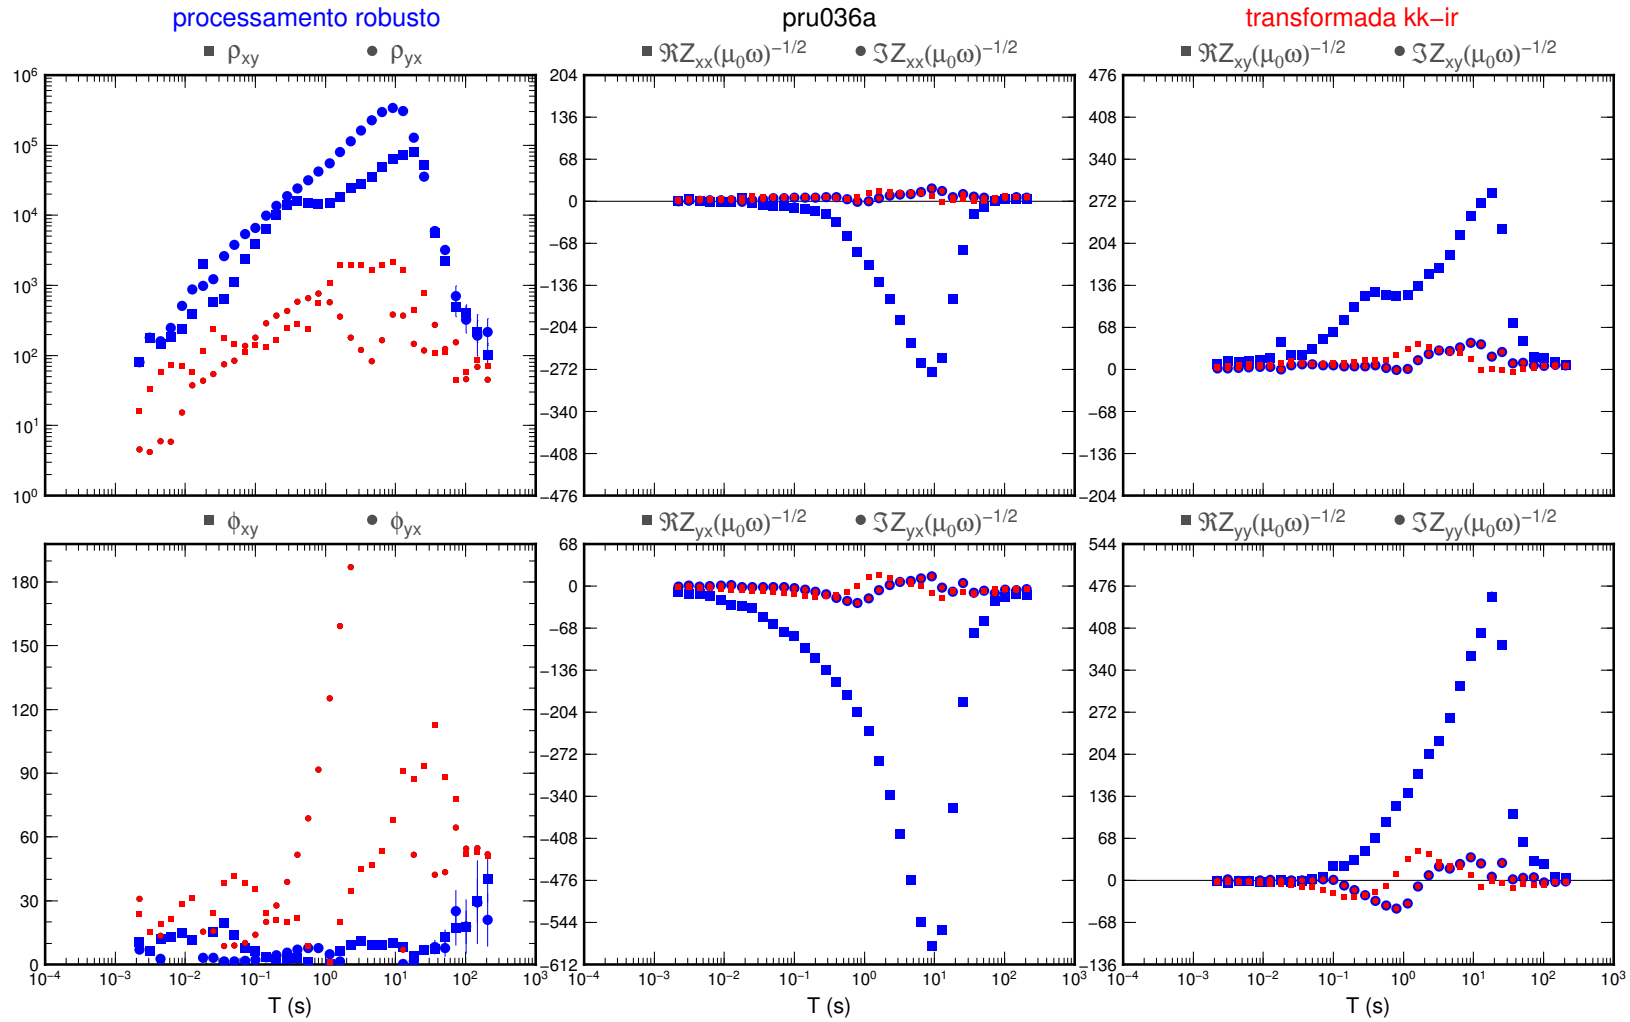 processamento robusto pru036a transformada kk−ir
ρxy ρyx ℜZxx(μ0ω)−1/2 ℑZxx(μ0ω)−1/2 ℜZxy(μ0ω)−1/2 ℑZxy(μ0ω)−1/2
10^6 204 476
136 408
10^5 68 340
10^4 0 272
−68 204
10^3 −136 136
−204 68
10^2 −272 0
10^1 −340 −68
−408 −136
10^0 −476 −204
ϕxy ϕyx ℜZyx(μ0ω)−1/2 ℑZyx(μ0ω)−1/2 ℜZyy(μ0ω)−1/2 ℑZyy(μ0ω)−1/2
68 544
180 0 476
150 −68 408
−136 340
120 −204 272
90 −272 204
−340 136
60 −408 68
30 −476 0
−544 −68
0 −612 −136
10−4 10−3 10−2 10−1 10^0 10^1 10^2 10^3 10−4 10−3 10−2 10−1 10^0 10^1 10^2 10^3 10−4 10−3 10−2 10−1 10^0 10^1 10^2 10^3
T (s) T (s) T (s)